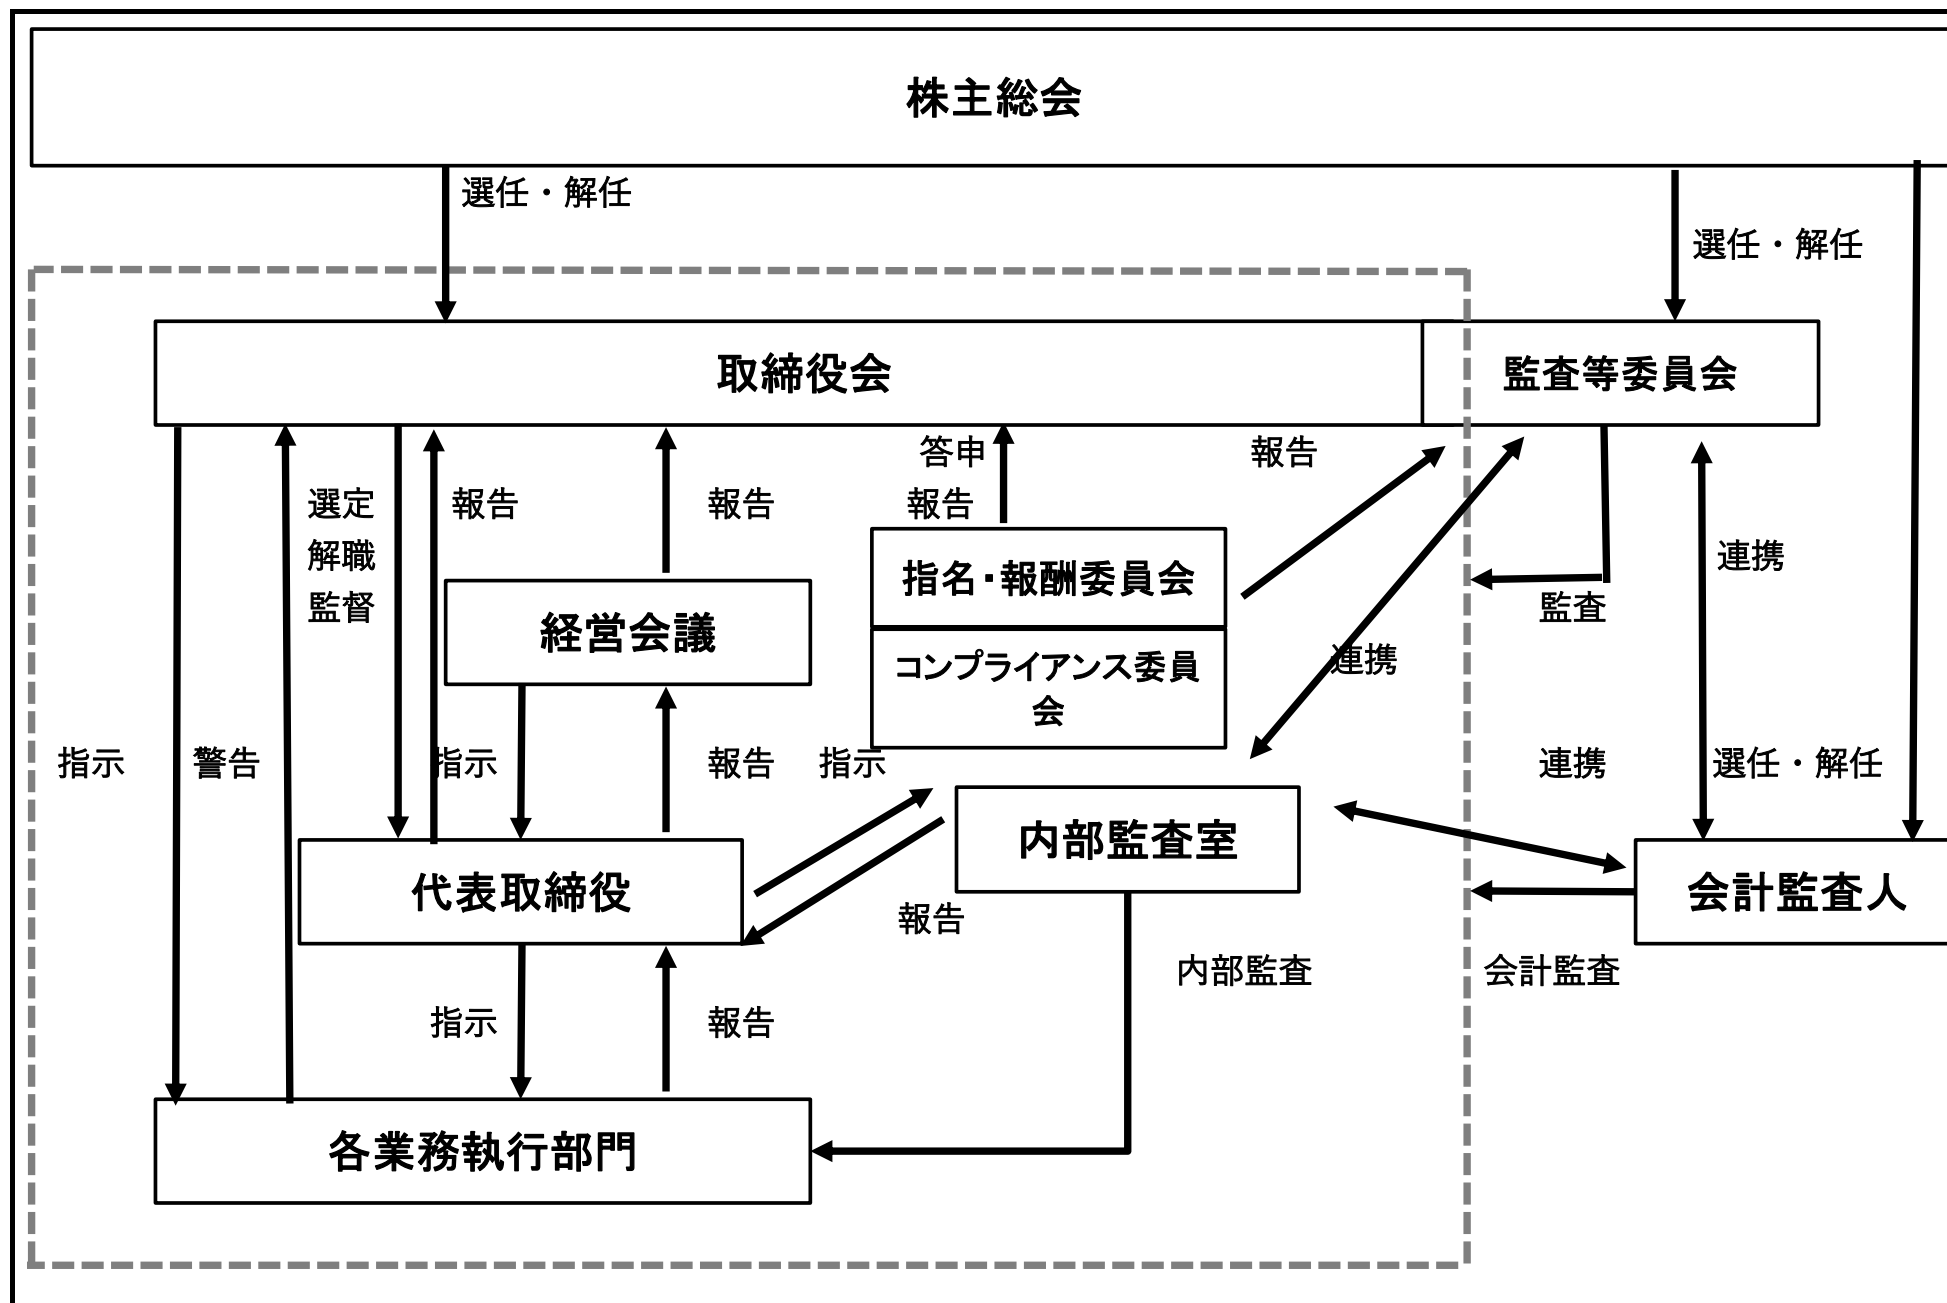 株主総会
選任・解任
選任・解任
取締役会
監査等委員会
答申
報告
選定
報告
報告
報告
解職
連携
指名・報酬委員会
監督
監査
経営会議
連携
コンプライアンス委員
会
指示
警告
指示
報告
指示
連携
選任・解任
内部監査室
代表取締役
会計監査人
報告
内部監査
会計監査
指示
報告
各業務執行部門